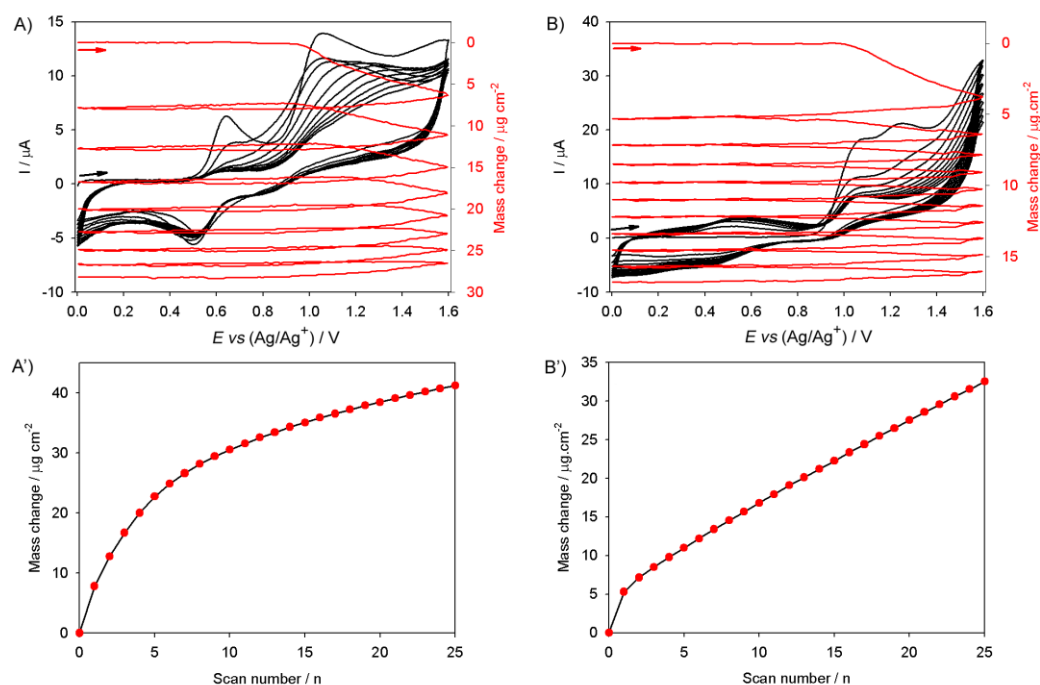 A)
15
10
5
0
-5
-10
I / µA
0
5
10
15
20
25
30
Mass change / µg cm-2
0.0 0.2 0.4 0.6 0.8 1.0 1.2 1.4 1.6
E vs (Ag/Ag+) / V
B)
40
30
20
10
0
-10
I / µA
0
5
10
15
Mass change / µg.cm-2
0.0 0.2 0.4 0.6 0.8 1.0 1.2 1.4 1.6
E vs (Ag/Ag+) / V
A')
40
30
20
10
0
Mass change / µg cm-2
0 5 10 15 20 25
Scan number / n
B')
35
30
25
20
15
10
5
0
Mass change / µg.cm-2
0 5 10 15 20 25
Scan number / n